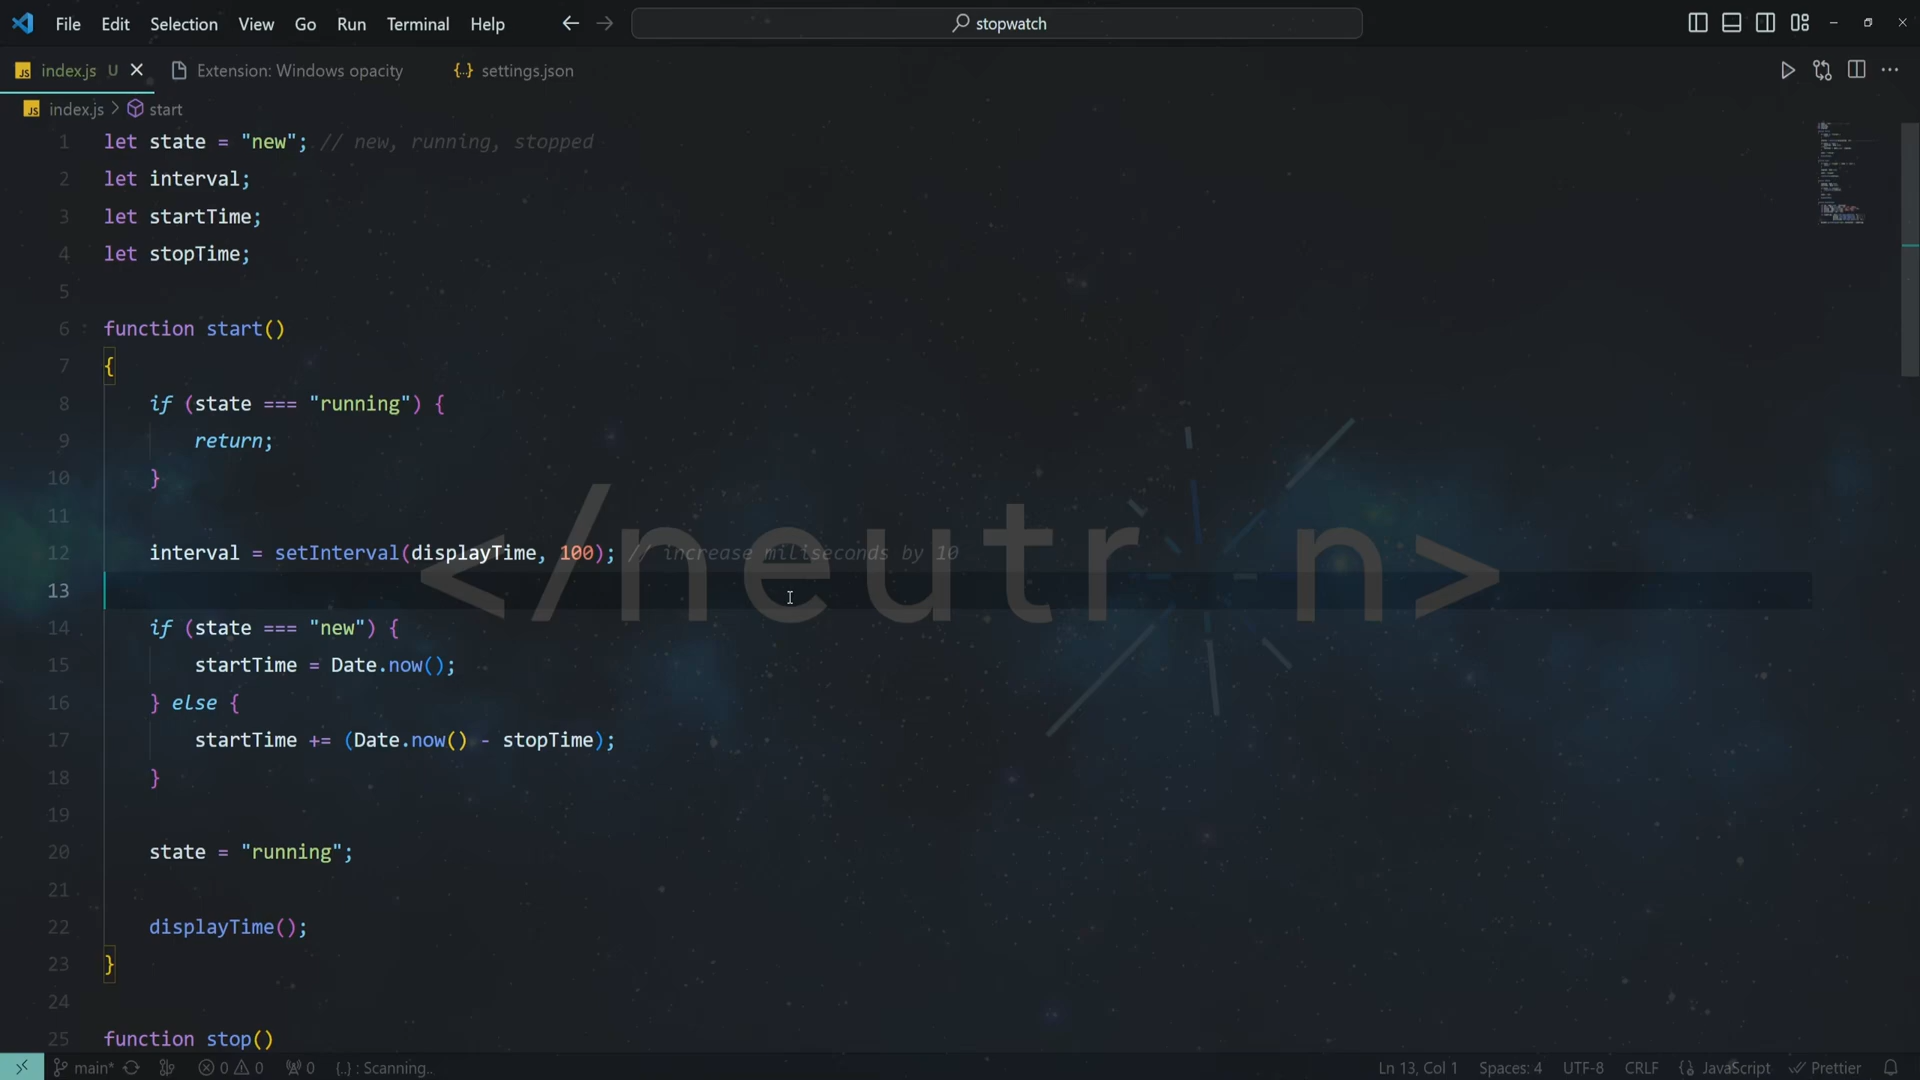 File Edit Selection View Go Run Terminal Help stopwatch
index.js U Extension: Windows opacity {..} settings.json
index.js > start
1 let state = "new"; // new, running, stopped
2 let interval;
3 let startTime;
4 let stopTime;
5
6 function start()
7 {
8 if (state === "running") {
9 return;
10 }
11
12 interval = setInterval(displayTime, 100); // increase miliseconds by 10
13
14 if (state === "new") {
15 startTime = Date.now();
16 } else {
17 startTime += (Date.now() - stopTime);
18 }
19
20 state = "running";
21
22 displayTime();
23 }
24
25 function stop()
</neutr n>
main* 0 0 0 {..} : Scanning.. Ln 13, Col 1 Spaces: 4 UTF-8 CRLF JavaScript Prettier